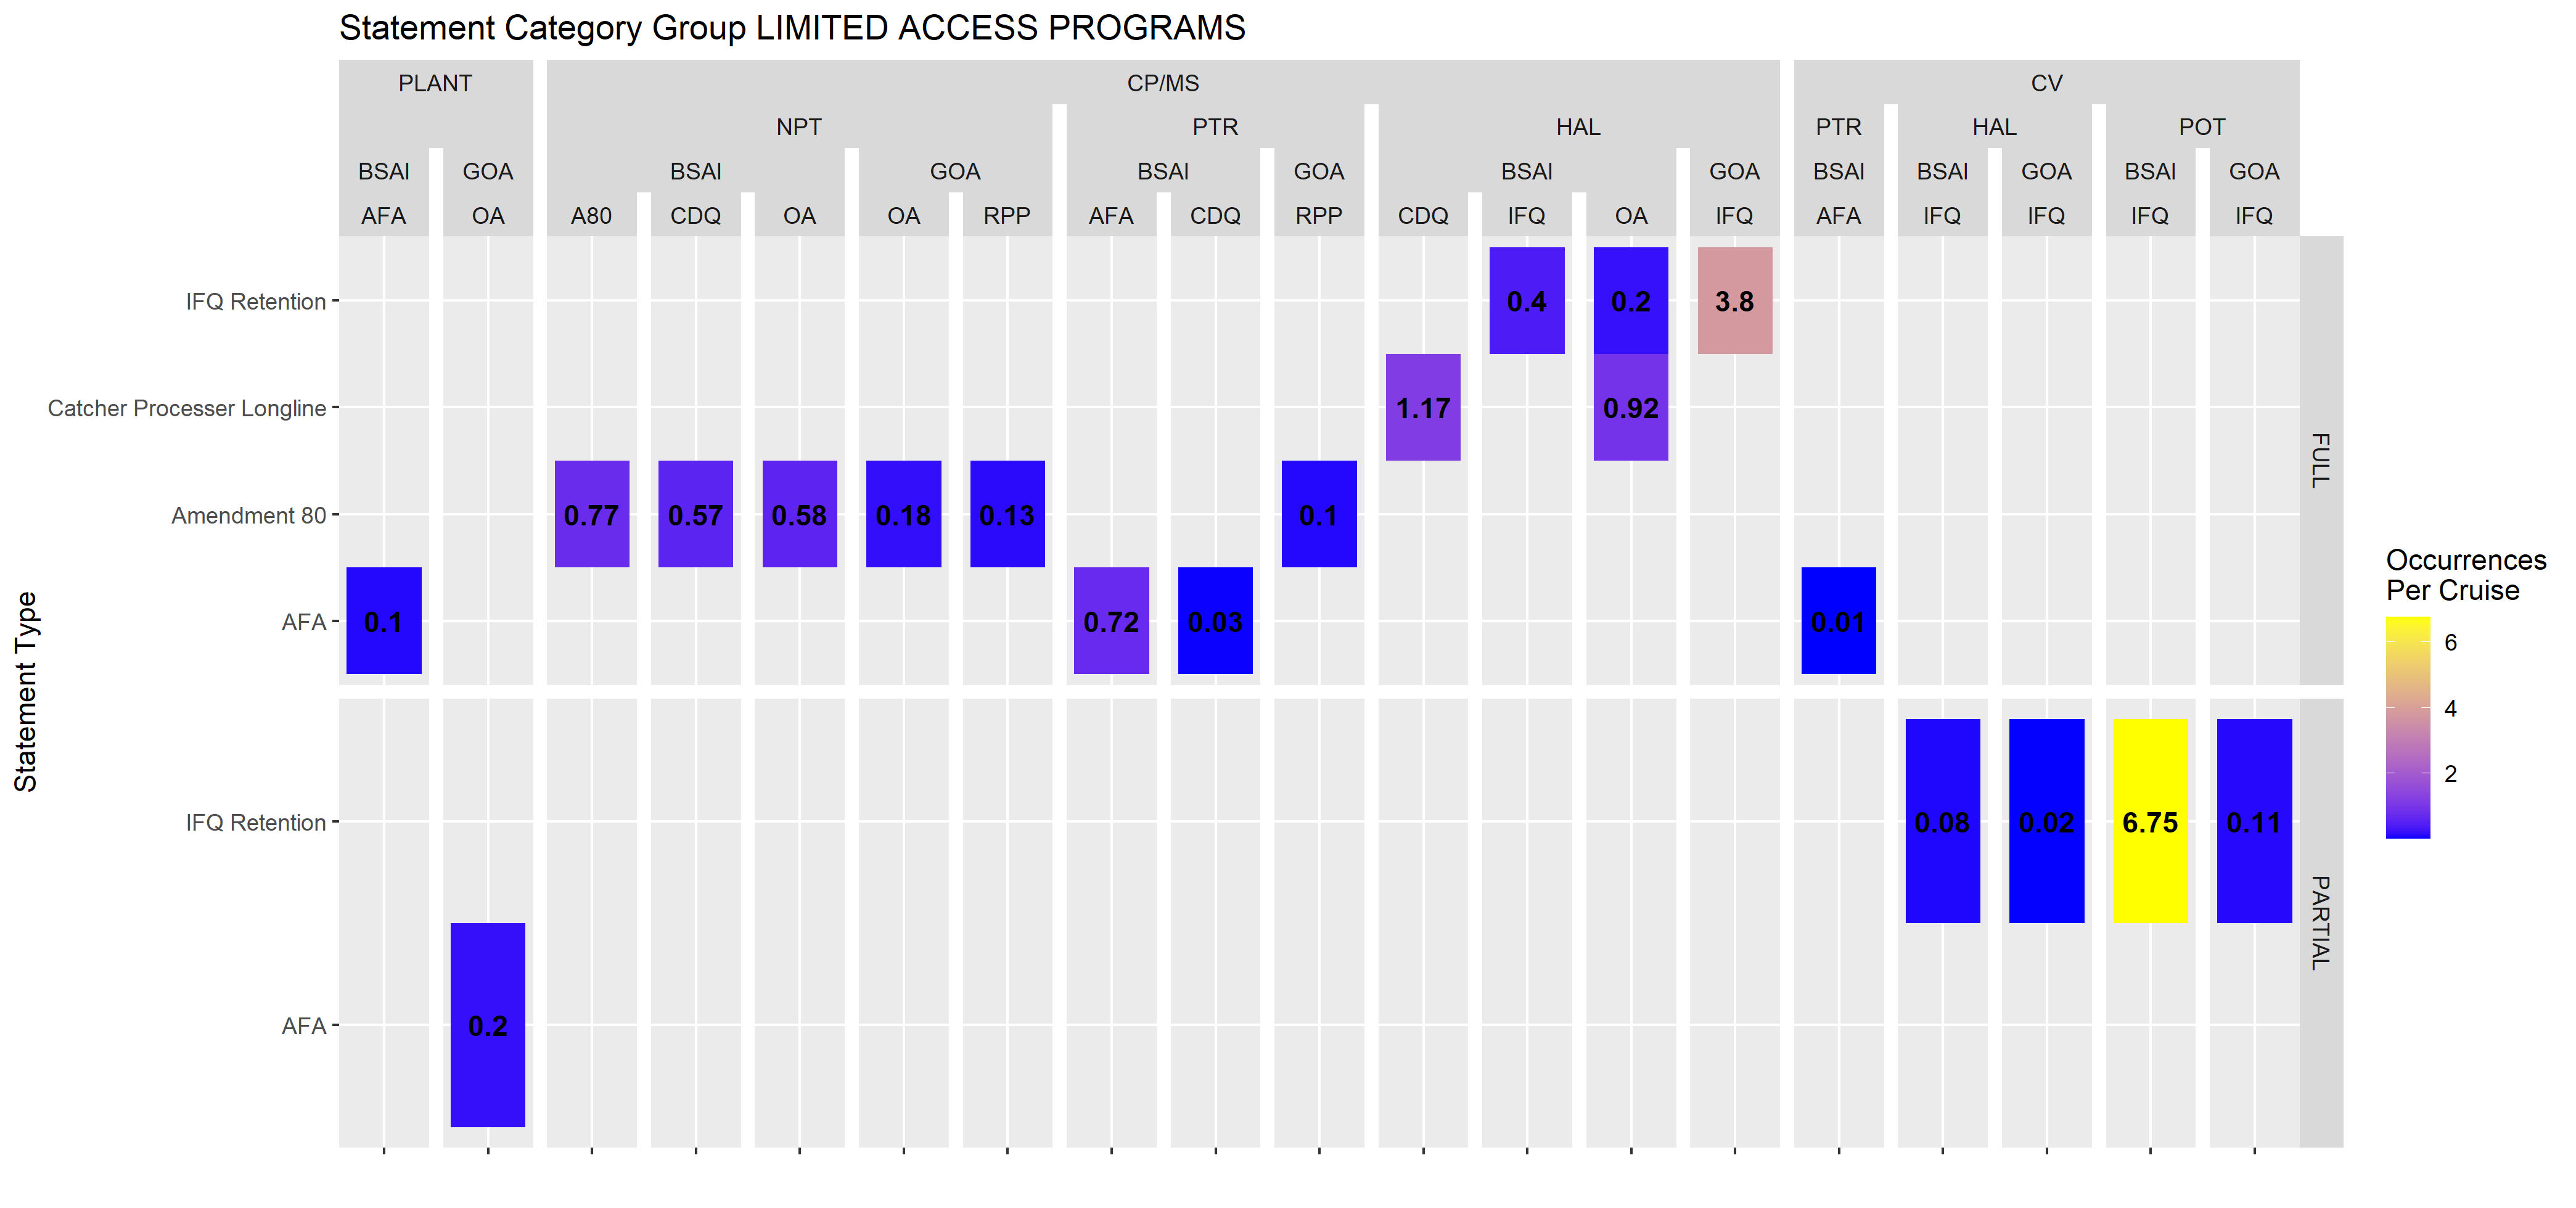 Statement Category Group LIMITED ACCESS PROGRAMS
PLANT CP/MS CV
NPT PTR HAL PTR HAL POT
BSAI GOA BSAI GOA BSAI GOA BSAI GOA BSAI BSAI GOA BSAI GOA
AFA OA A80 CDQ OA OA RPP AFA CDQ RPP CDQ IFQ OA IFQ AFA IFQ IFQ IFQ IFQ
IFQ Retention 0.4 0.2 3.8
Catcher Processer Longline 1.17 0.92
FULL
Amendment 80 0.77 0.57 0.58 0.18 0.13 0.1
AFA 0.1 0.72 0.03 0.01
IFQ Retention 0.08 0.02 6.75 0.11
PARTIAL
AFA 0.2
Statement Type
Occurrences
Per Cruise
6
4
2